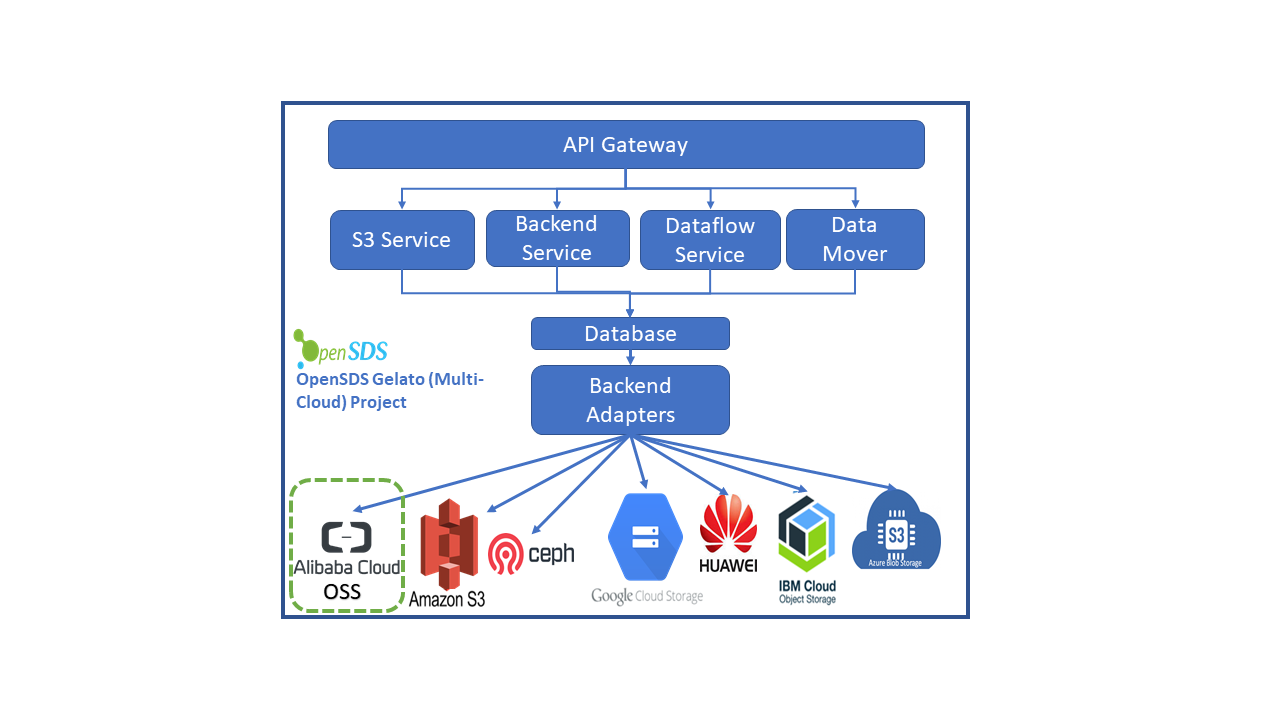 API Gateway
S3 Service
Backend
Service
Dataflow
Service
Data
Mover
Database
OpenSDS
OpenSDS Gelato (Multi-
Cloud) Project
Backend
Adapters
Alibaba Cloud
OSS
Amazon S3
ceph
Google Cloud Storage
HUAWEI
IBM Cloud
Object Storage
S3
Azure Blob Storage